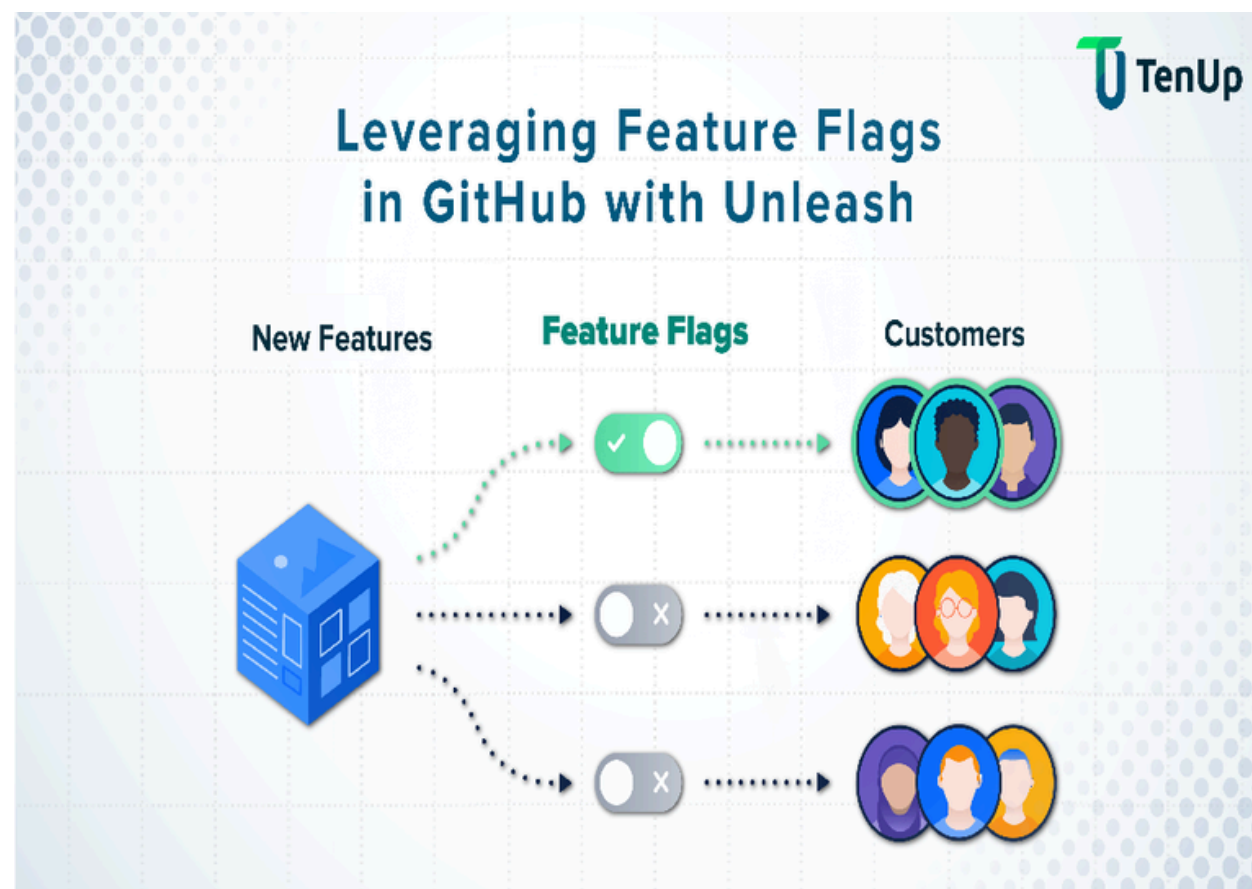 TenUp
Leveraging Feature Flags
in GitHub with Unleash
New Features
Feature Flags
Customers